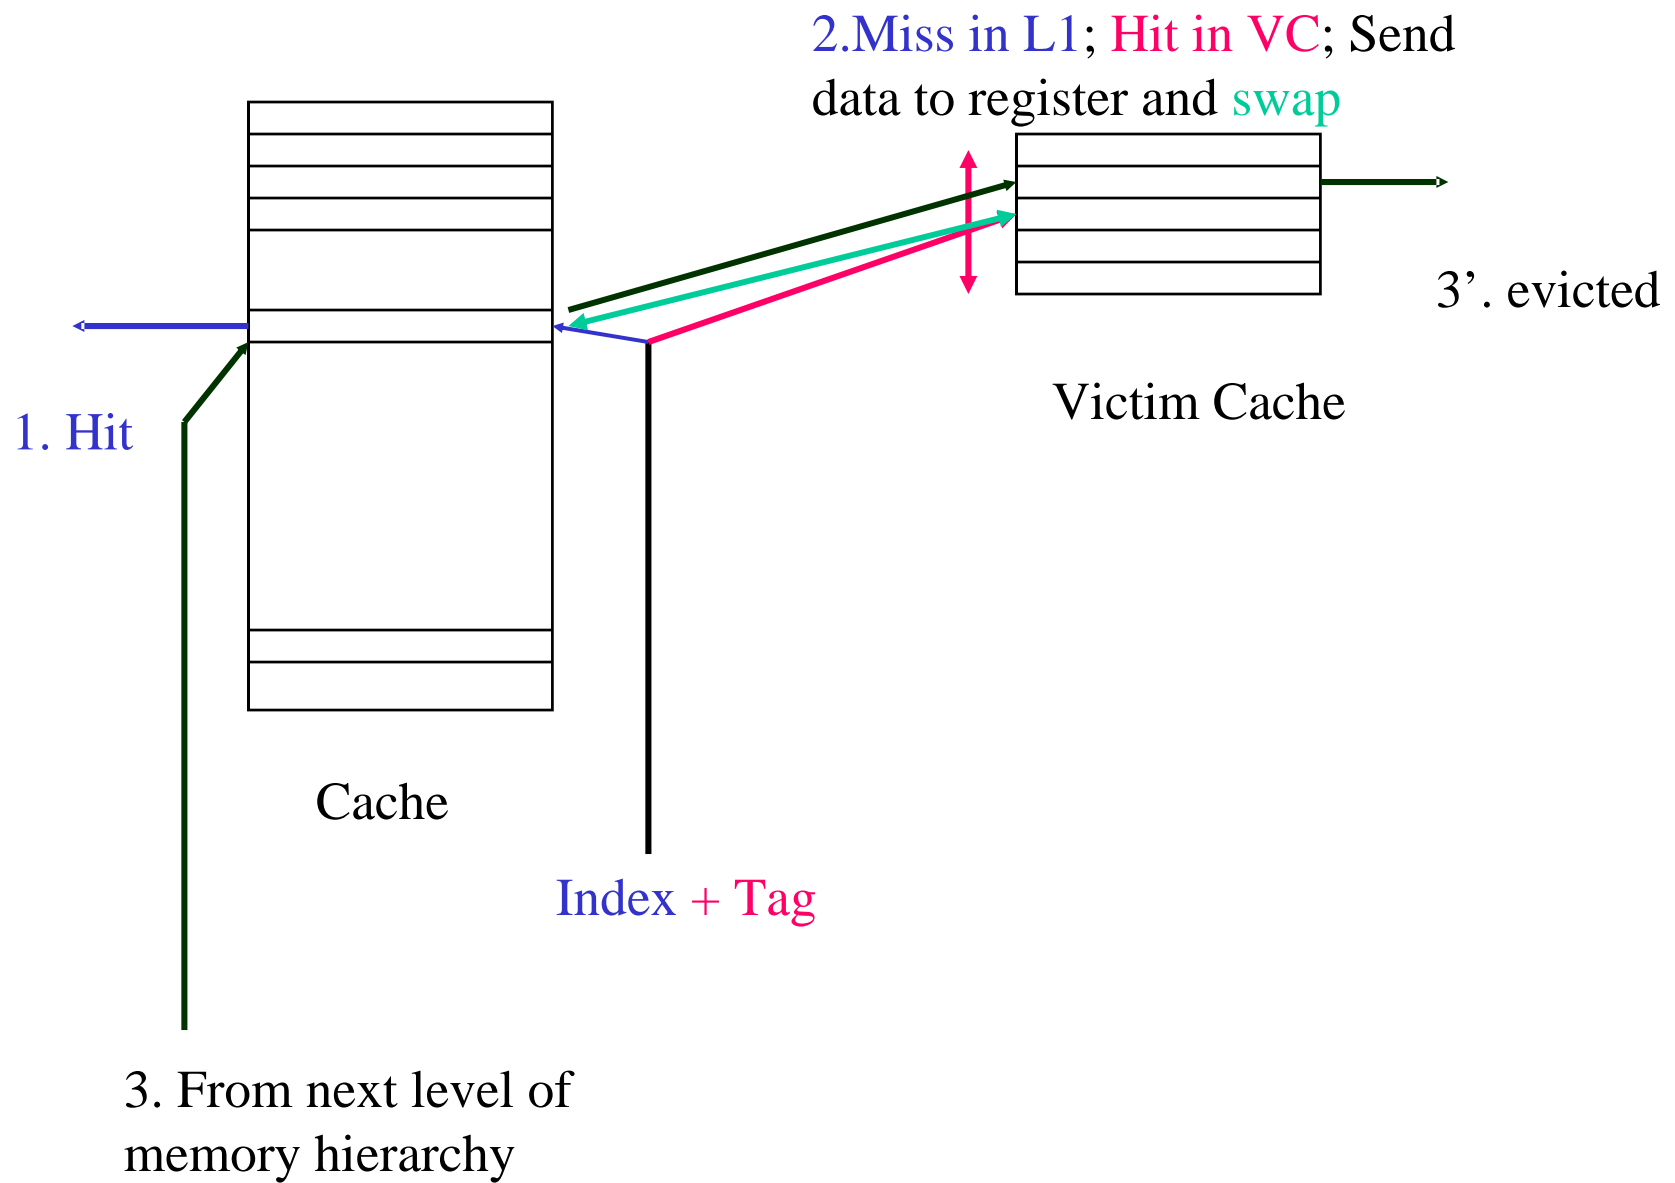 2.Miss in L1; Hit in VC; Send
data to register and swap
3’. evicted
Victim Cache
1. Hit
Cache
Index + Tag
3. From next level of
memory hierarchy